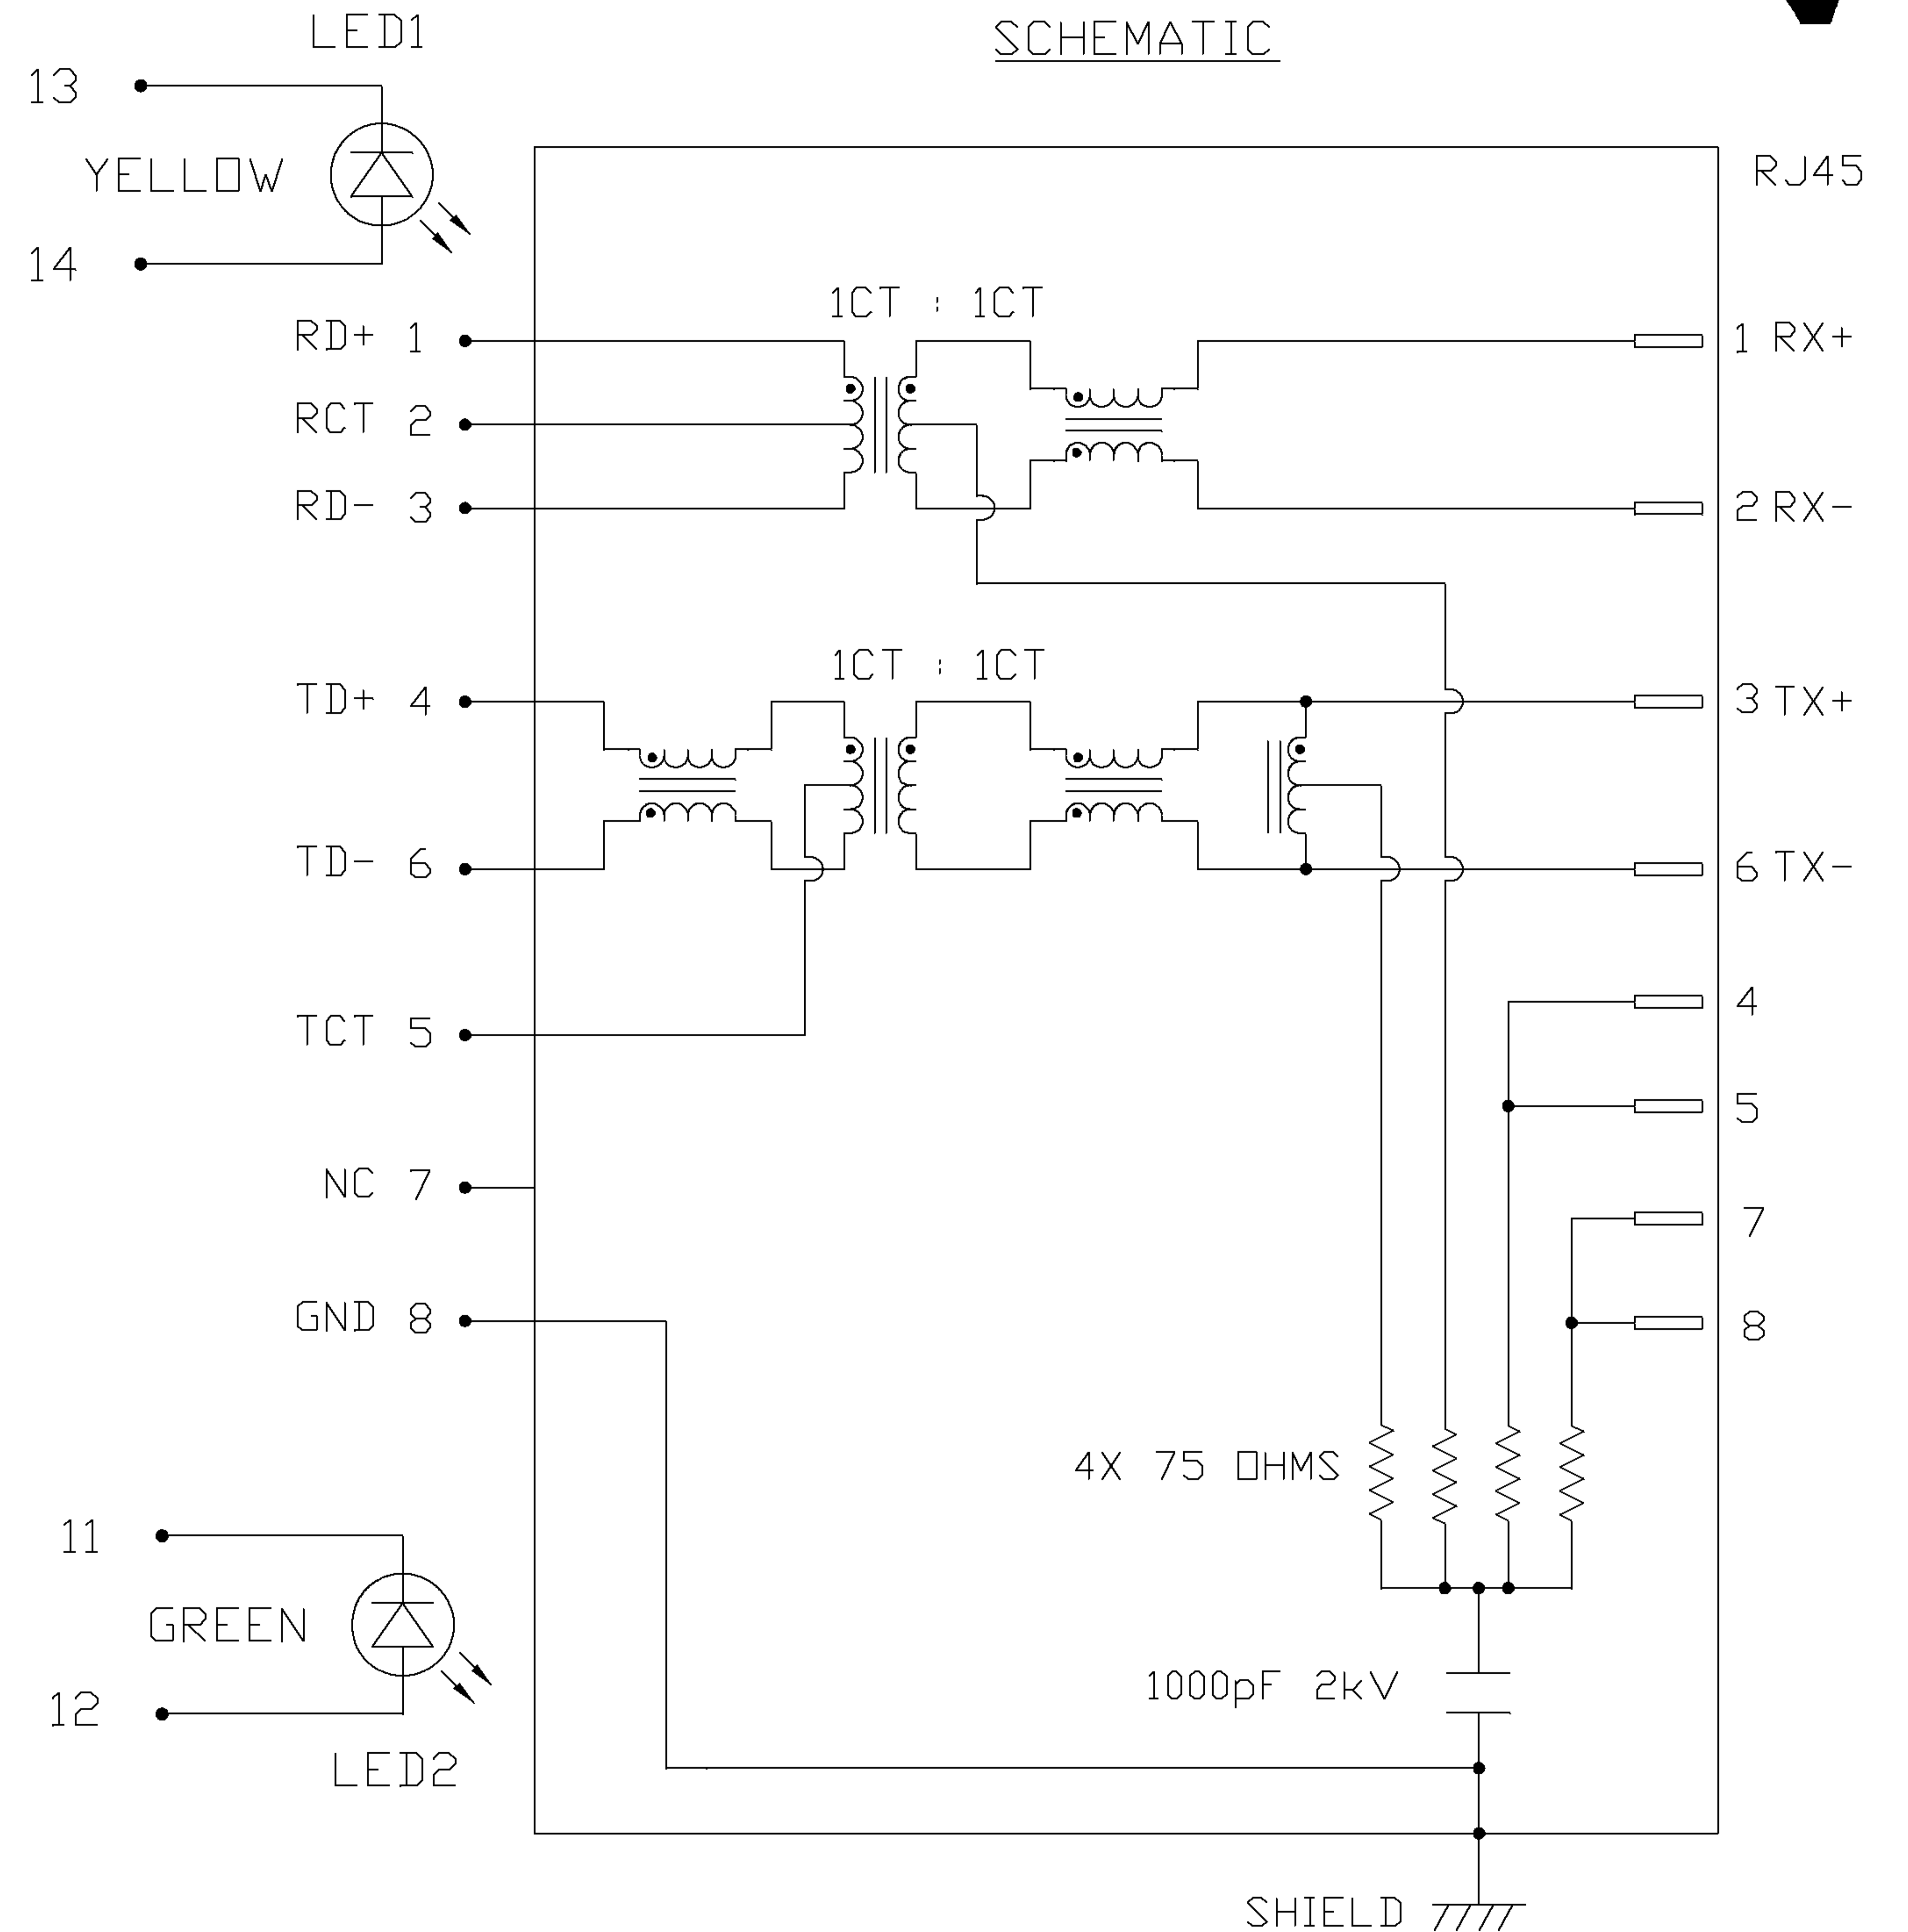 LED1
SCHEMATIC
13
YELLOW
RJ45
14
1CT : 1CT
RD+ 1
1 RX+
RCT 2
RD- 3
2 RX-
1CT : 1CT
TD+ 4
3 TX+
TD- 6
6 TX-
4
TCT 5
5
NC 7
7
GND 8
8
4X 75 OHMS
11
GREEN
12
1000pF 2kV
LED2
SHIELD